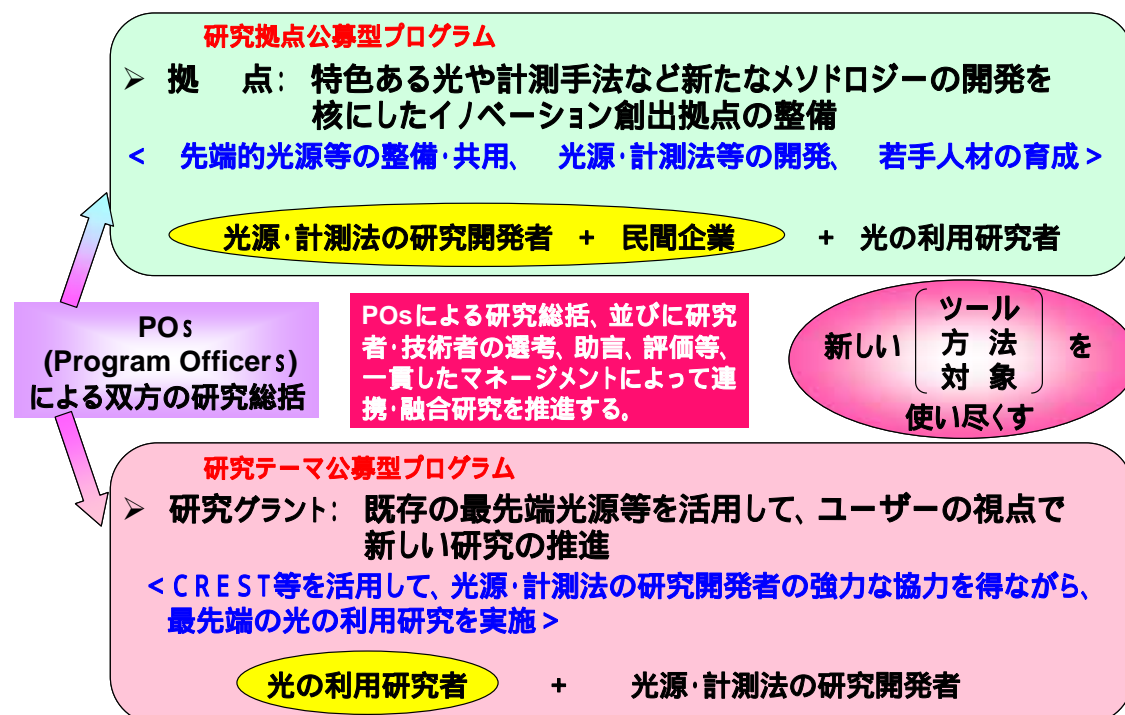 研究拠点公募型プログラム
➢ 拠　点： 特色ある光や計測手法など新たなメソドロジーの開発を
核にしたイノベーション創出拠点の整備
< 先端的光源等の整備･共用、 光源･計測法等の開発、 若手人材の育成 >
光源･計測法の研究開発者 + 民間企業 + 光の利用研究者
POs
(Program Officers)
による双方の研究総括
POsによる研究総括、並びに研究
者･技術者の選考、助言、評価等、
一貫したマネージメントによって連
携･融合研究を推進する。
ツール
新しい 方 法 を
対 象
使い尽くす
研究テーマ公募型プログラム
➢ 研究グラント： 既存の最先端光源等を活用して、ユーザーの視点で
新しい研究の推進
< CREST等を活用して、光源･計測法の研究開発者の強力な協力を得ながら、
最先端の光の利用研究を実施 >
光の利用研究者 + 光源･計測法の研究開発者